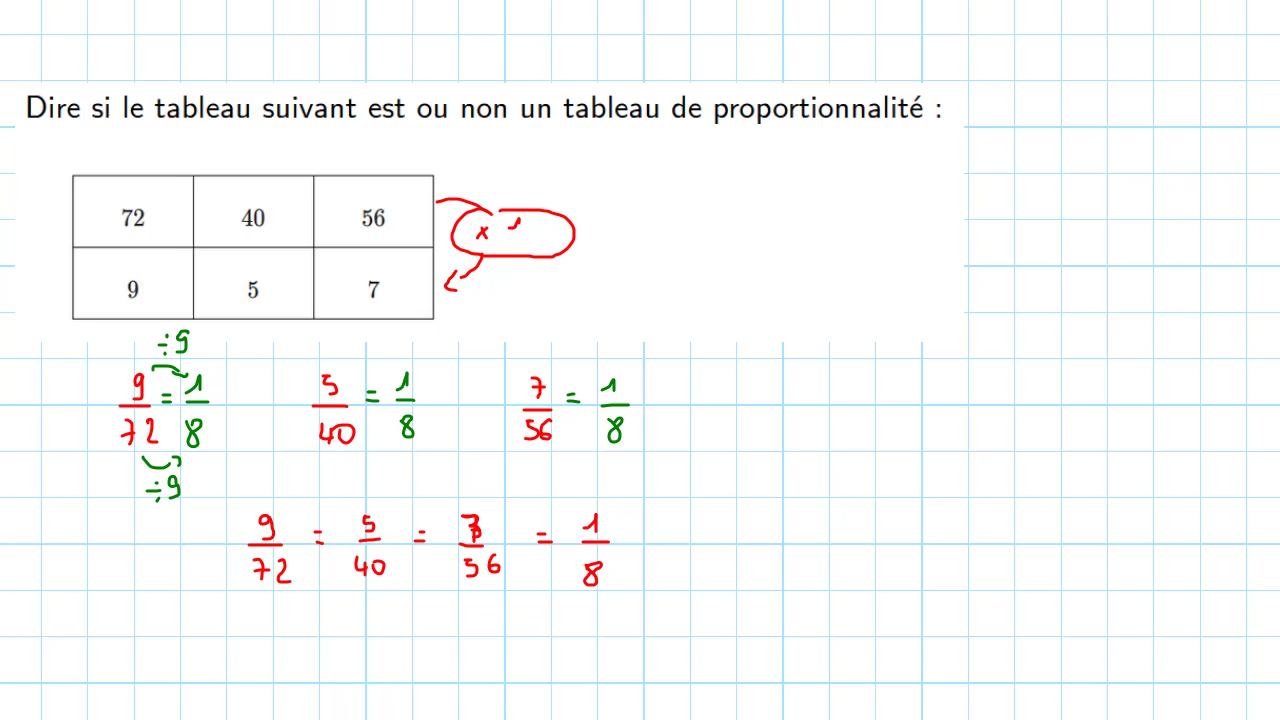 Dire si le tableau suivant est ou non un tableau de proportionnalité :
72 40 56
× 1
9 5 7
÷9
9/72 = 1/8 5/40 = 1/8 7/56 = 1/8
÷9
9/72 = 5/40 = 7/56 = 1/8